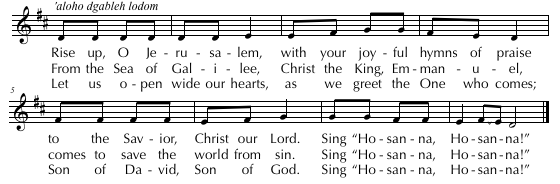 'aloho dgableh lodom
Rise up, O Je - ru - sa - lem, with your joy - ful hymns of praise
From the Sea of Gal - i - lee, Christ the King, Em - man - u - el,
Let us o - pen wide our hearts, as we greet the One who comes;
5
to the Sav - ior, Christ our Lord. Sing “Ho - san - na, Ho - san - na!”
comes to save the world from sin. Sing “Ho - san - na, Ho - san - na!”
Son of Da - vid, Son of God. Sing “Ho - san - na, Ho - san - na!”